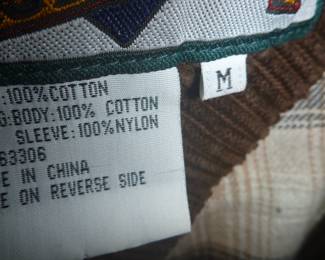 :100%COTTON
G:BODY:100% COTTON
SLEEVE:100%NYLON
63306
E IN CHINA
E ON REVERSE SIDE
M